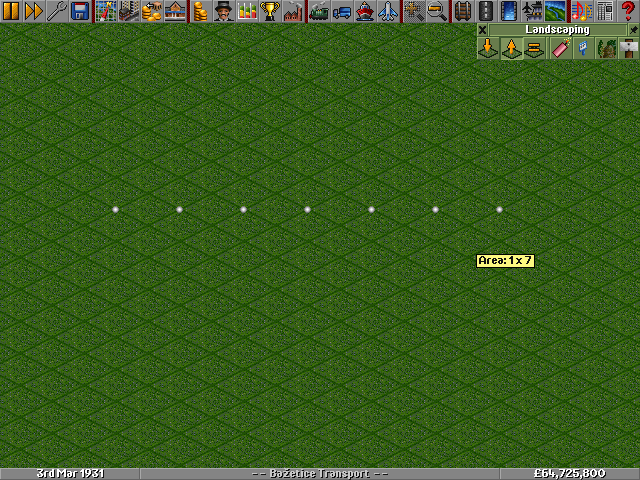 Landscaping
Area: 1 x 7
3rd Mar 1931
-- Bažetice Transport --
£64,725,800